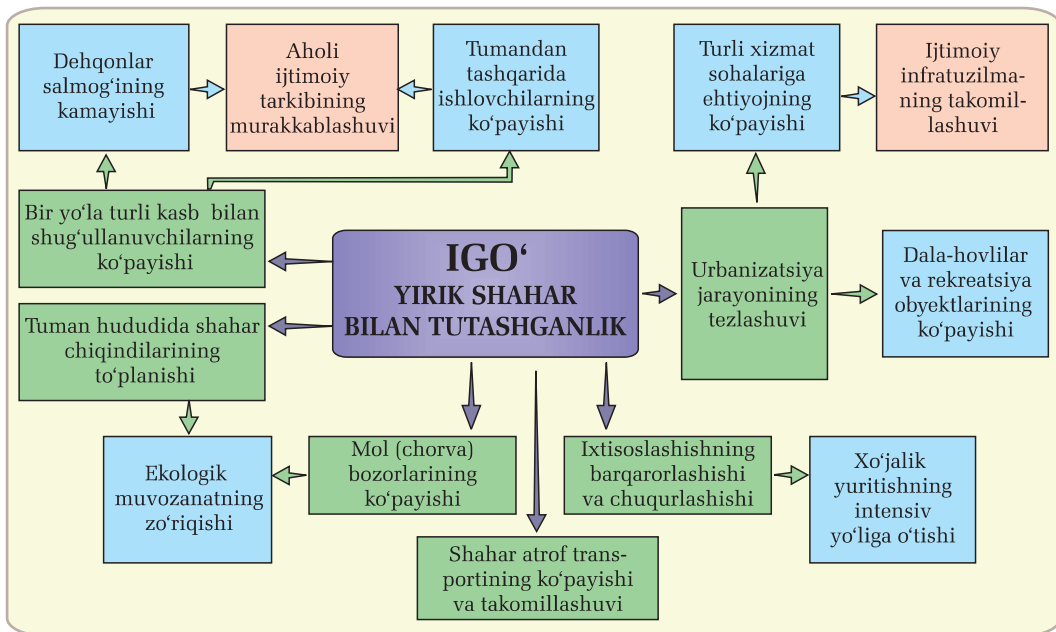 Dehqonlar
salmog‘ining
kamayishi
Aholi
ijtimoiy
tarkibining
murakkablashuvi
Tumandan
tashqarida
ishlovchilarning
ko‘payishi
Turli xizmat
sohalariga
ehtiyojning
ko‘payishi
Ijtimoiy
infratuzilma-
ning takomil-
lashuvi
Bir yo‘la turli kasb bilan
shug‘ullanuvchilarning
ko‘payishi
IGO‘
YIRIK SHAHAR
BILAN TUTASHGANLIK
Urbanizatsiya
jarayonining
tezlashuvi
Dala-hovlilar
va rekreatsiya
obyektlarining
ko‘payishi
Tuman hududida shahar
chiqindilarining
to‘planishi
Ekologik
muvozanatning
zo‘riqishi
Mol (chorva)
bozorlarining
ko‘payishi
Ixtisoslashishning
barqarorlashishi
va chuqurlashishi
Xo‘jalik
yuritishning
intensiv
yo‘liga o‘tishi
Shahar atrof trans-
portining ko‘payishi
va takomillashuvi